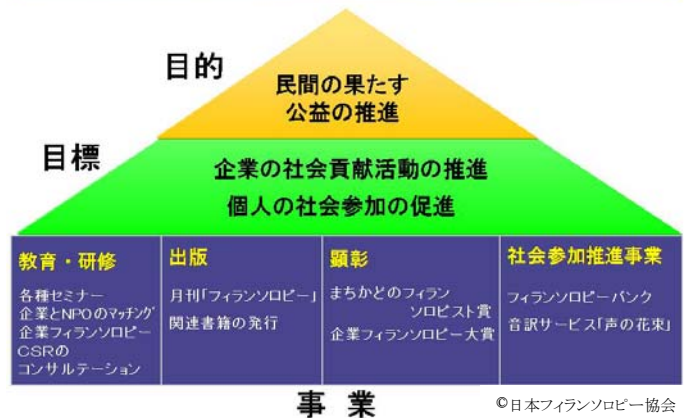 目的
民間の果たす
公益の推進
目標
企業の社会貢献活動の推進
個人の社会参加の促進
教育・研修
各種セミナー
企業とNPOのマッチング
企業フィランソロピー
CSRの
コンサルテーション
出版
月刊「フィランソロピー」
関連書籍の発行
顕彰
まちかどのフィラン
ソロピスト賞
企業フィランソロピー大賞
社会参加推進事業
フィランソロピーバンク
音訳サービス「声の花束」
事 業
©日本フィランソロピー協会